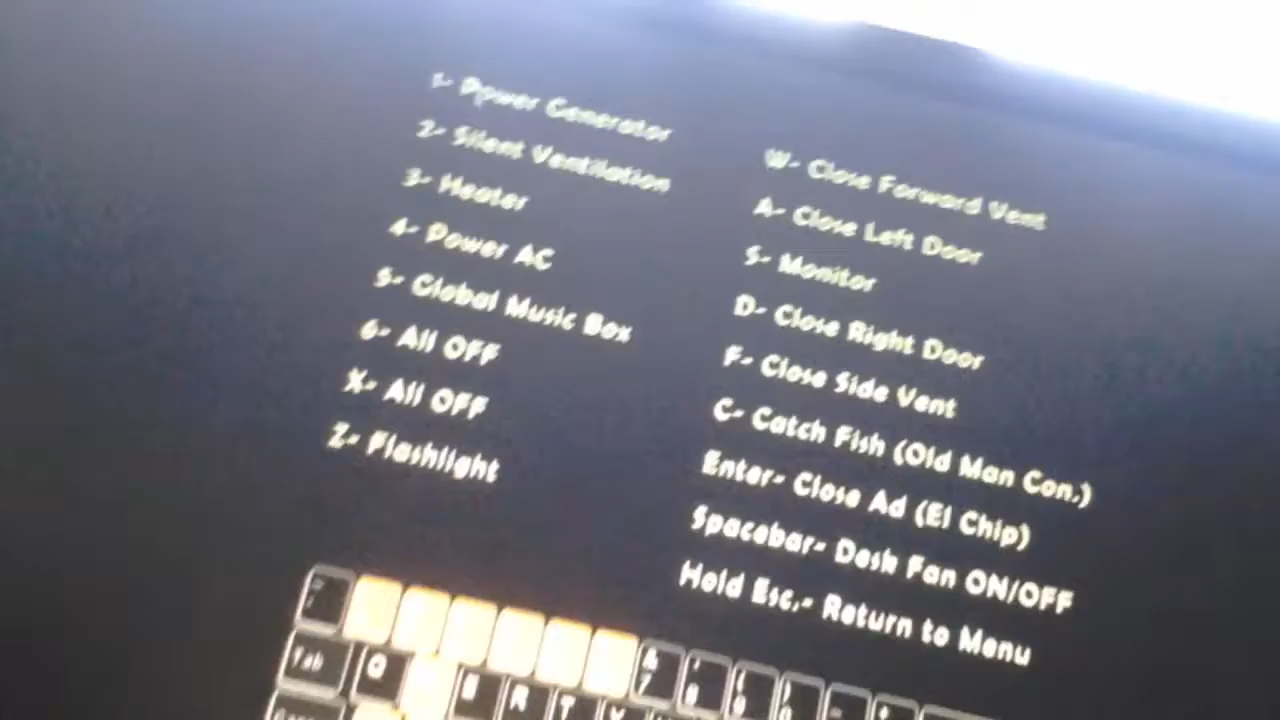 1- Power Generator
2- Silent Ventilation
3- Heater
4- Power AC
5- Global Music Box
6- All OFF
X- All OFF
Z- Flashlight
W- Close Forward Vent
A- Close Left Door
S- Monitor
D- Close Right Door
F- Close Side Vent
C- Catch Fish (Old Man Con.)
Enter- Close Ad (El Chip)
Spacebar- Desk Fan ON/OFF
Hold Esc.- Return to Menu
& 7
Tab Q R T Y